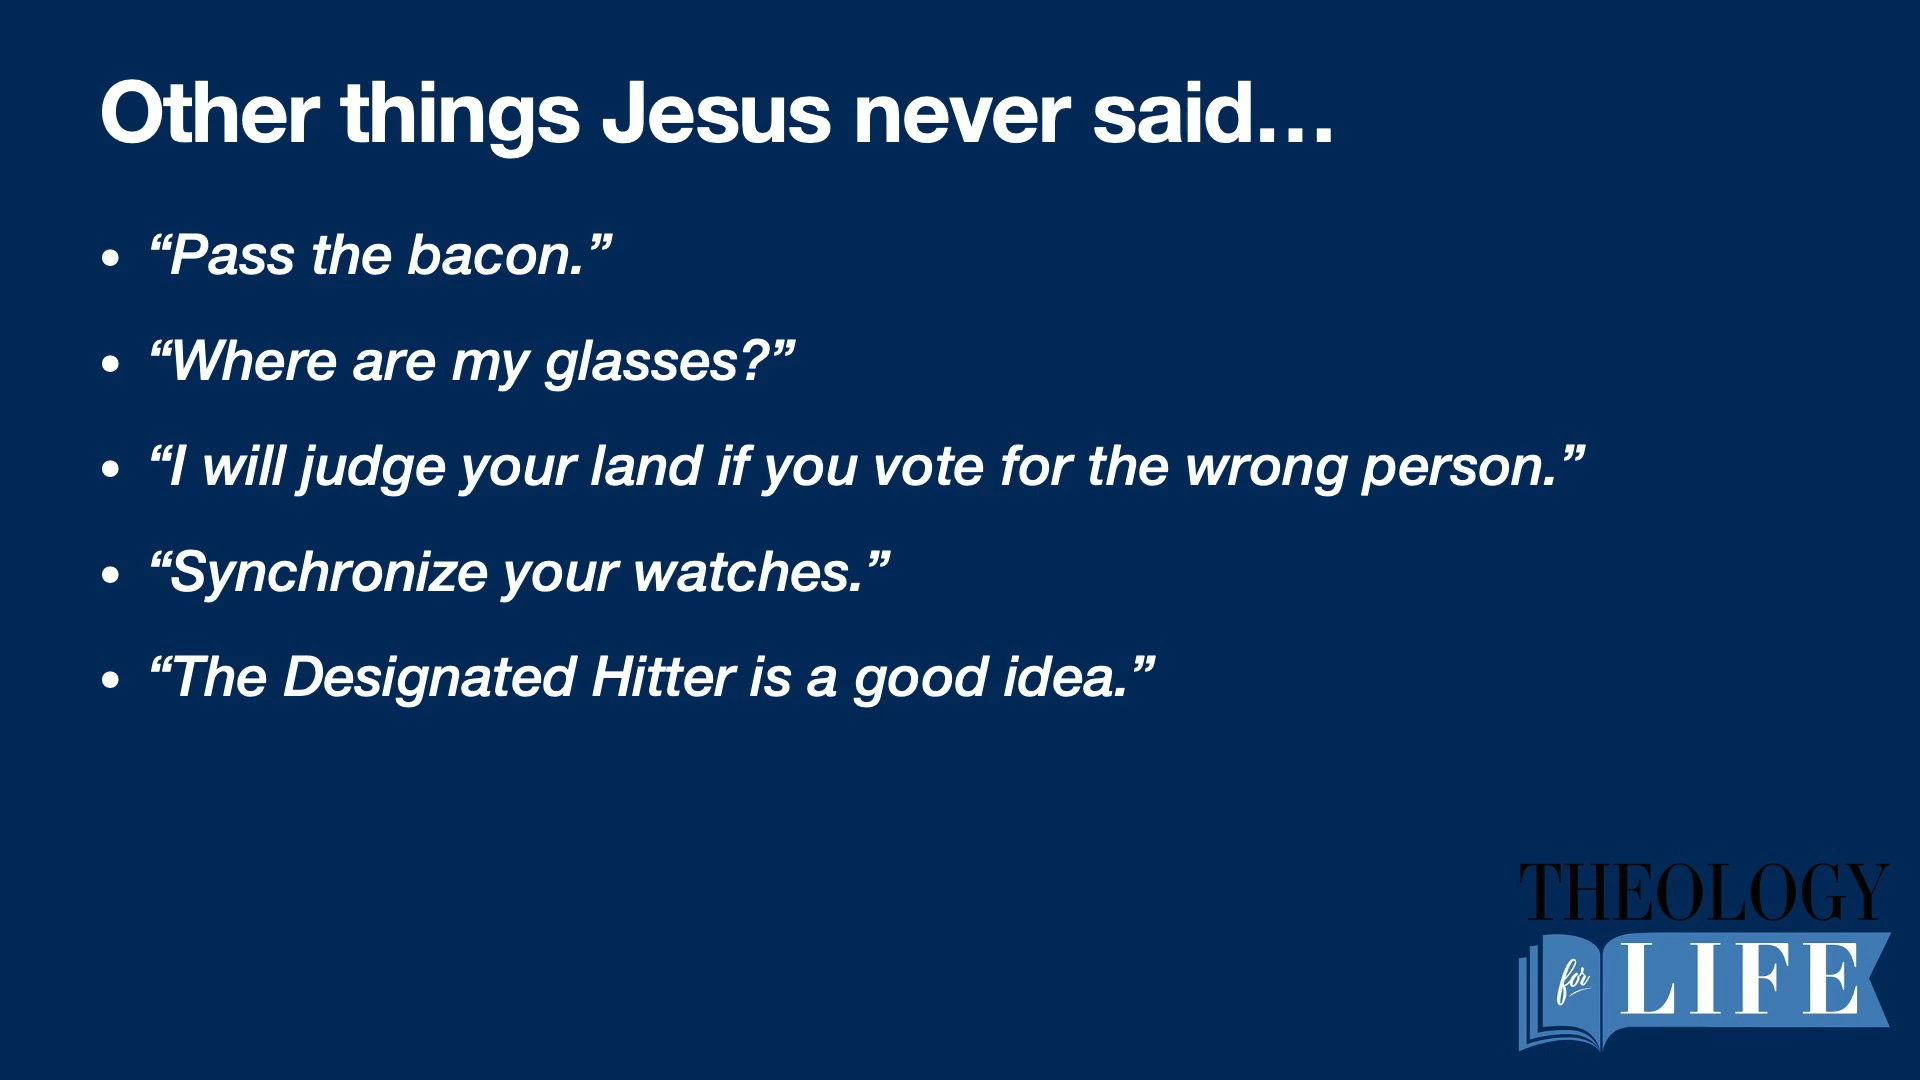 Other things Jesus never said…
• “Pass the bacon.”
• “Where are my glasses?”
• “I will judge your land if you vote for the wrong person.”
• “Synchronize your watches.”
• “The Designated Hitter is a good idea.”
THEOLOGY
for LIFE